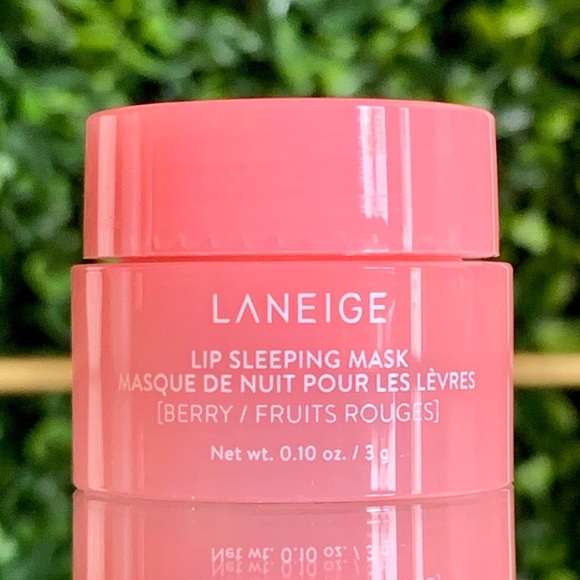 LANEIGE
LIP SLEEPING MASK
MASQUE DE NUIT POUR LES LÈVRES
[BERRY / FRUITS ROUGES]
Net wt. 0.10 oz. / 3 g